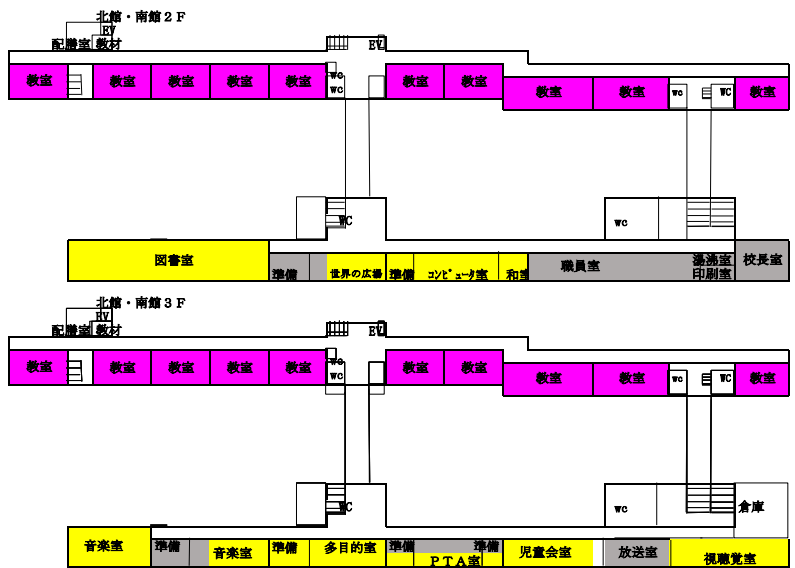 北館・南館２Ｆ
EV
配膳室 教材
EV
教室 教室 教室 教室 教室 WC 教室 教室
WC
教室 教室 WC WC 教室
WC
WC
図書室
準備 世界の広場 準備 コンピュータ室 和室 職員室 湯沸室 校長室
印刷室
北館・南館３Ｆ
EV
配膳室 教材
EV
教室 教室 教室 教室 教室 WC 教室 教室
WC
教室 教室 WC WC 教室
WC
WC 倉庫
音楽室 準備 音楽室 準備 多目的室 準備 ＰＴＡ室 準備 児童会室 放送室 視聴覚室